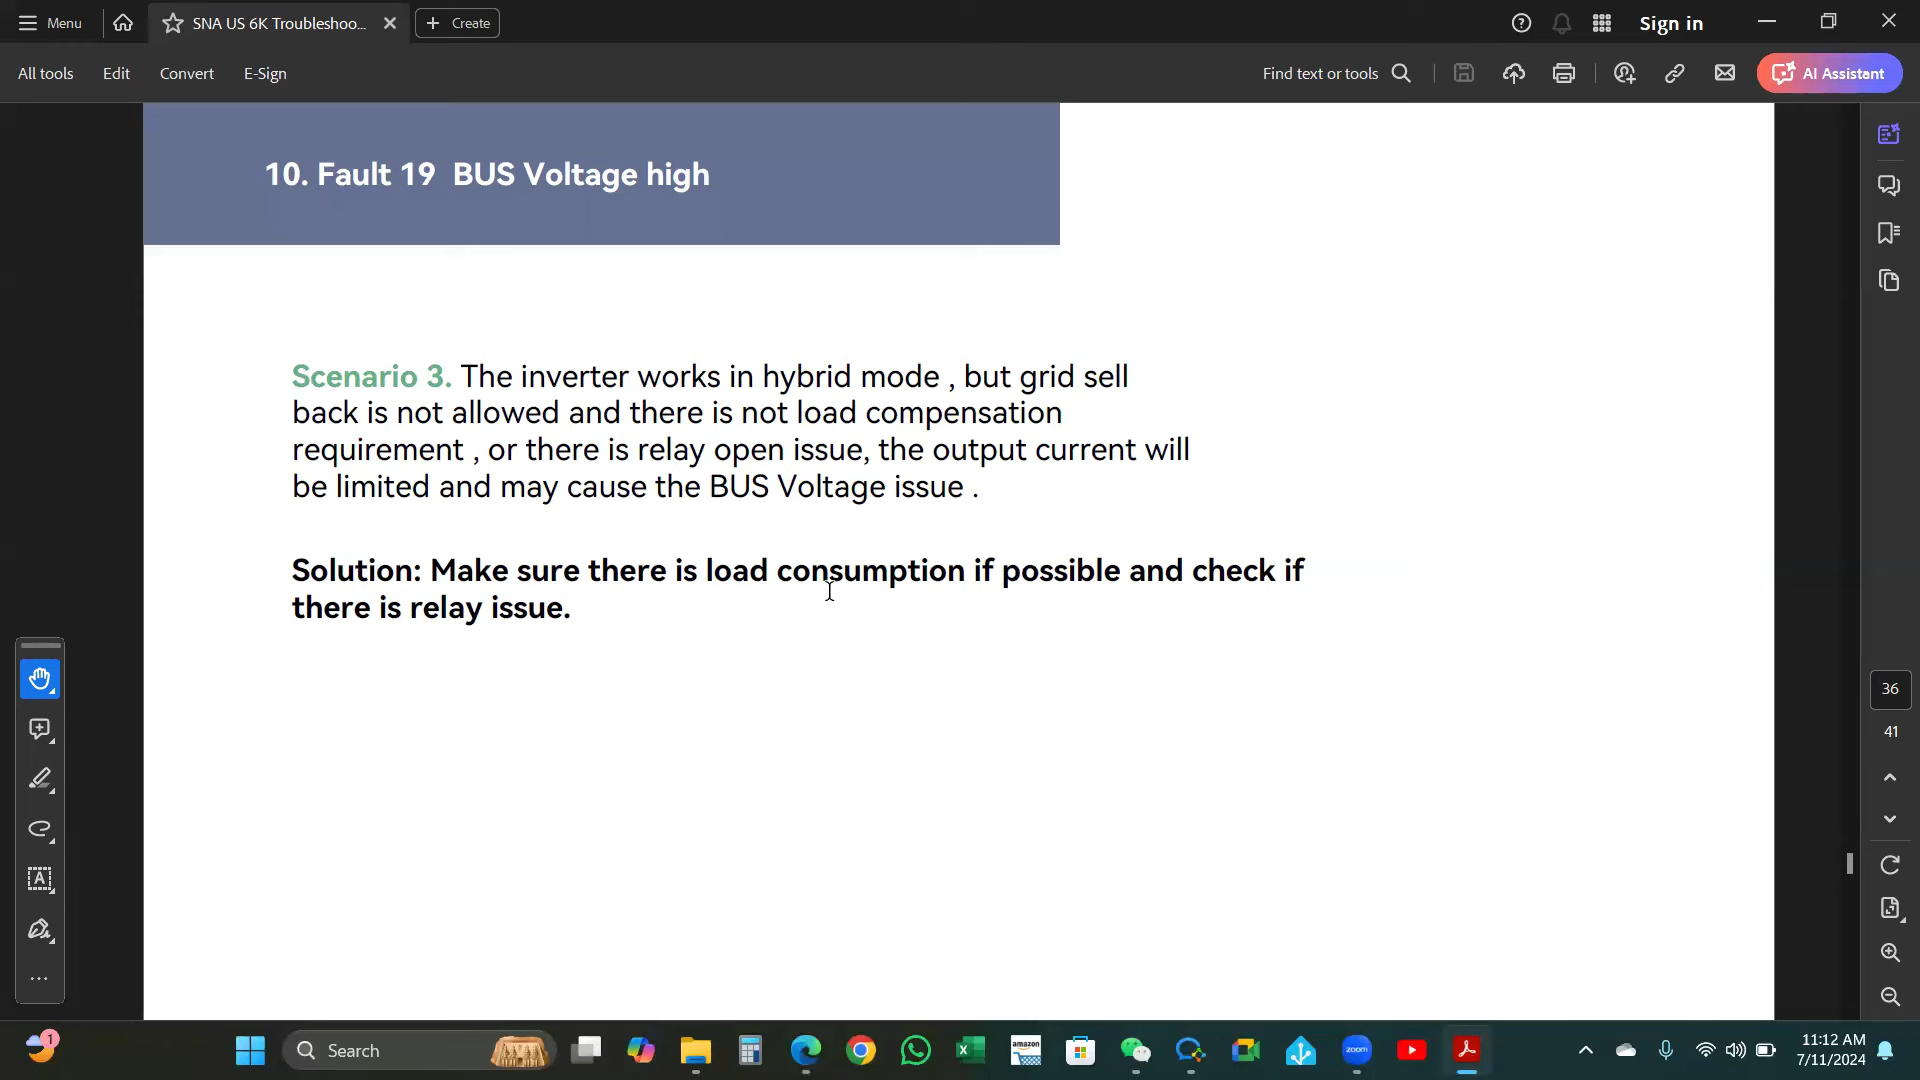 Menu
SNA US 6K Troubleshoo...
Create
Sign in
All tools
Edit
Convert
E-Sign
Find text or tools
AI Assistant
10. Fault 19 BUS Voltage high
Scenario 3. The inverter works in hybrid mode , but grid sell
back is not allowed and there is not load compensation
requirement , or there is relay open issue, the output current will
be limited and may cause the BUS Voltage issue .
Solution: Make sure there is load consumption if possible and check if
there is relay issue.
36
41
1
Search
amazon
zoom
11:12 AM
7/11/2024